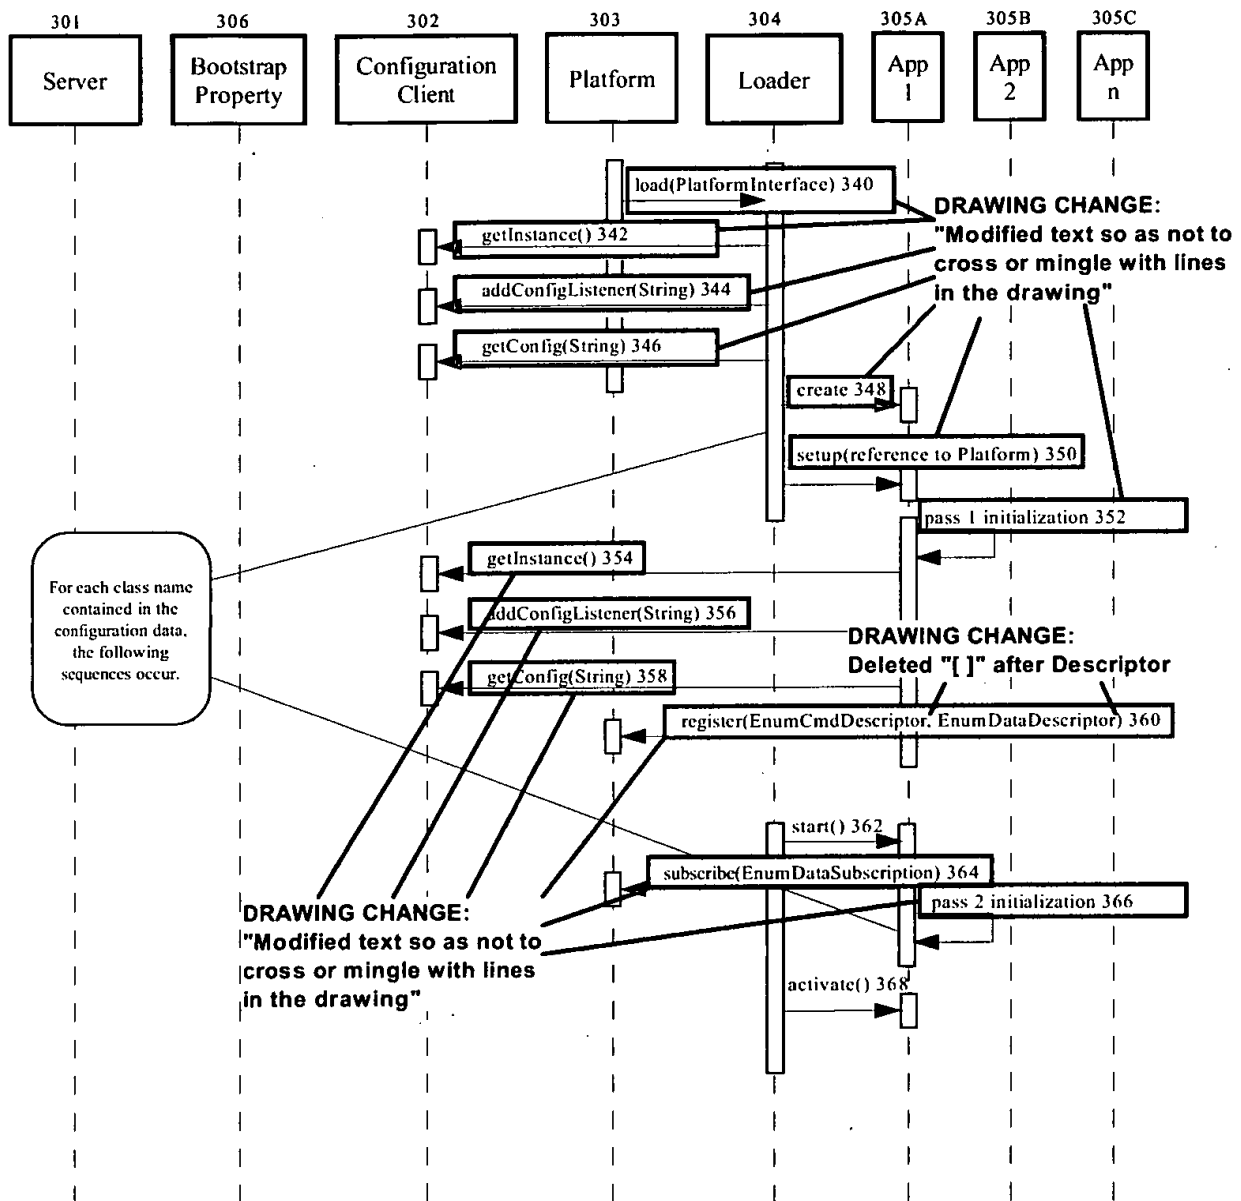 301 306 302 303 304 305A 305B 305C
Server
Bootstrap
Property
Configuration
Client
Platform
Loader
App
1
App
2
App
n
load(PlatformInterface) 340
DRAWING CHANGE:
"Modified text so as not to
cross or mingle with lines
in the drawing"
getInstance() 342
addConfigListener(String) 344
getConfig(String) 346
create 348
setup(reference to Platform) 350
pass 1 initialization 352
For each class name
contained in the
configuration data,
the following
sequences occur.
getInstance() 354
addConfigListener(String) 356
DRAWING CHANGE:
Deleted "[ ]" after Descriptor
getConfig(String) 358
register(EnumCmdDescriptor, EnumDataDescriptor) 360
start() 362
subscribe(EnumDataSubscription) 364
pass 2 initialization 366
DRAWING CHANGE:
"Modified text so as not to
cross or mingle with lines
in the drawing"
activate() 368